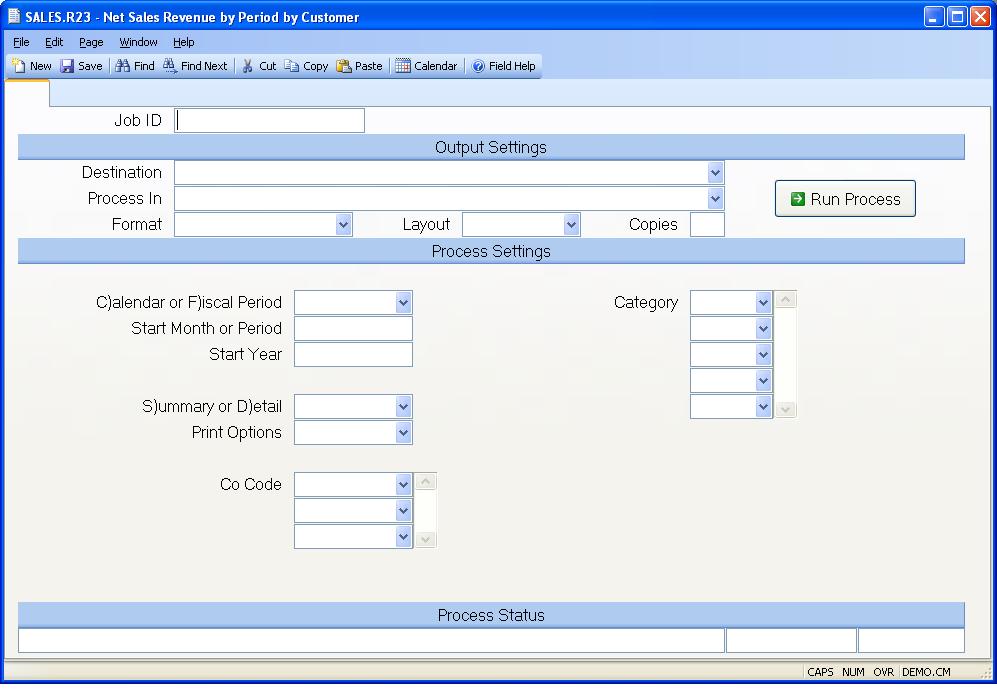 SALES.R23 - Net Sales Revenue by Period by Customer
File Edit Page Window Help
New Save Find Find Next Cut Copy Paste Calendar Field Help
Job ID
Output Settings
Destination
Process In
Run Process
Format Layout Copies
Process Settings
C)alendar or F)iscal Period Category
Start Month or Period
Start Year
S)ummary or D)etail
Print Options
Co Code
Process Status
CAPS NUM OVR DEMO.CM